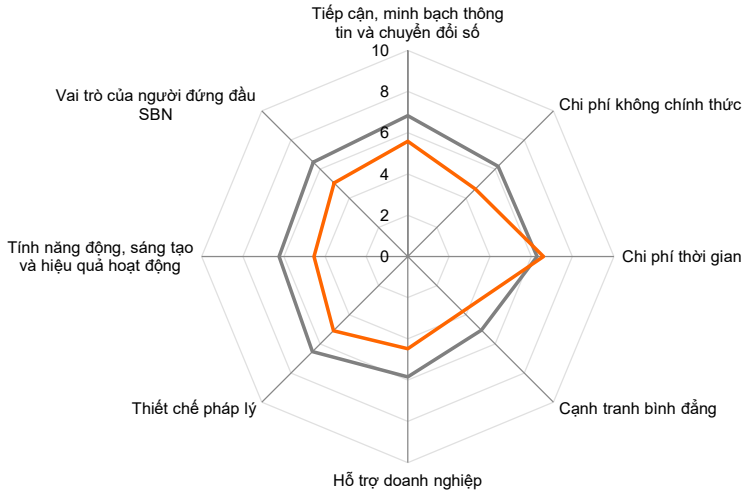 Tiếp cận, minh bạch thông
tin và chuyển đổi số
10
Vai trò của người đứng đầu
SBN
8
Chi phí không chính thức
6
4
2
Tính năng động, sáng tạo
và hiệu quả hoạt động
0
Chi phí thời gian
Thiết chế pháp lý
Cạnh tranh bình đẳng
Hỗ trợ doanh nghiệp